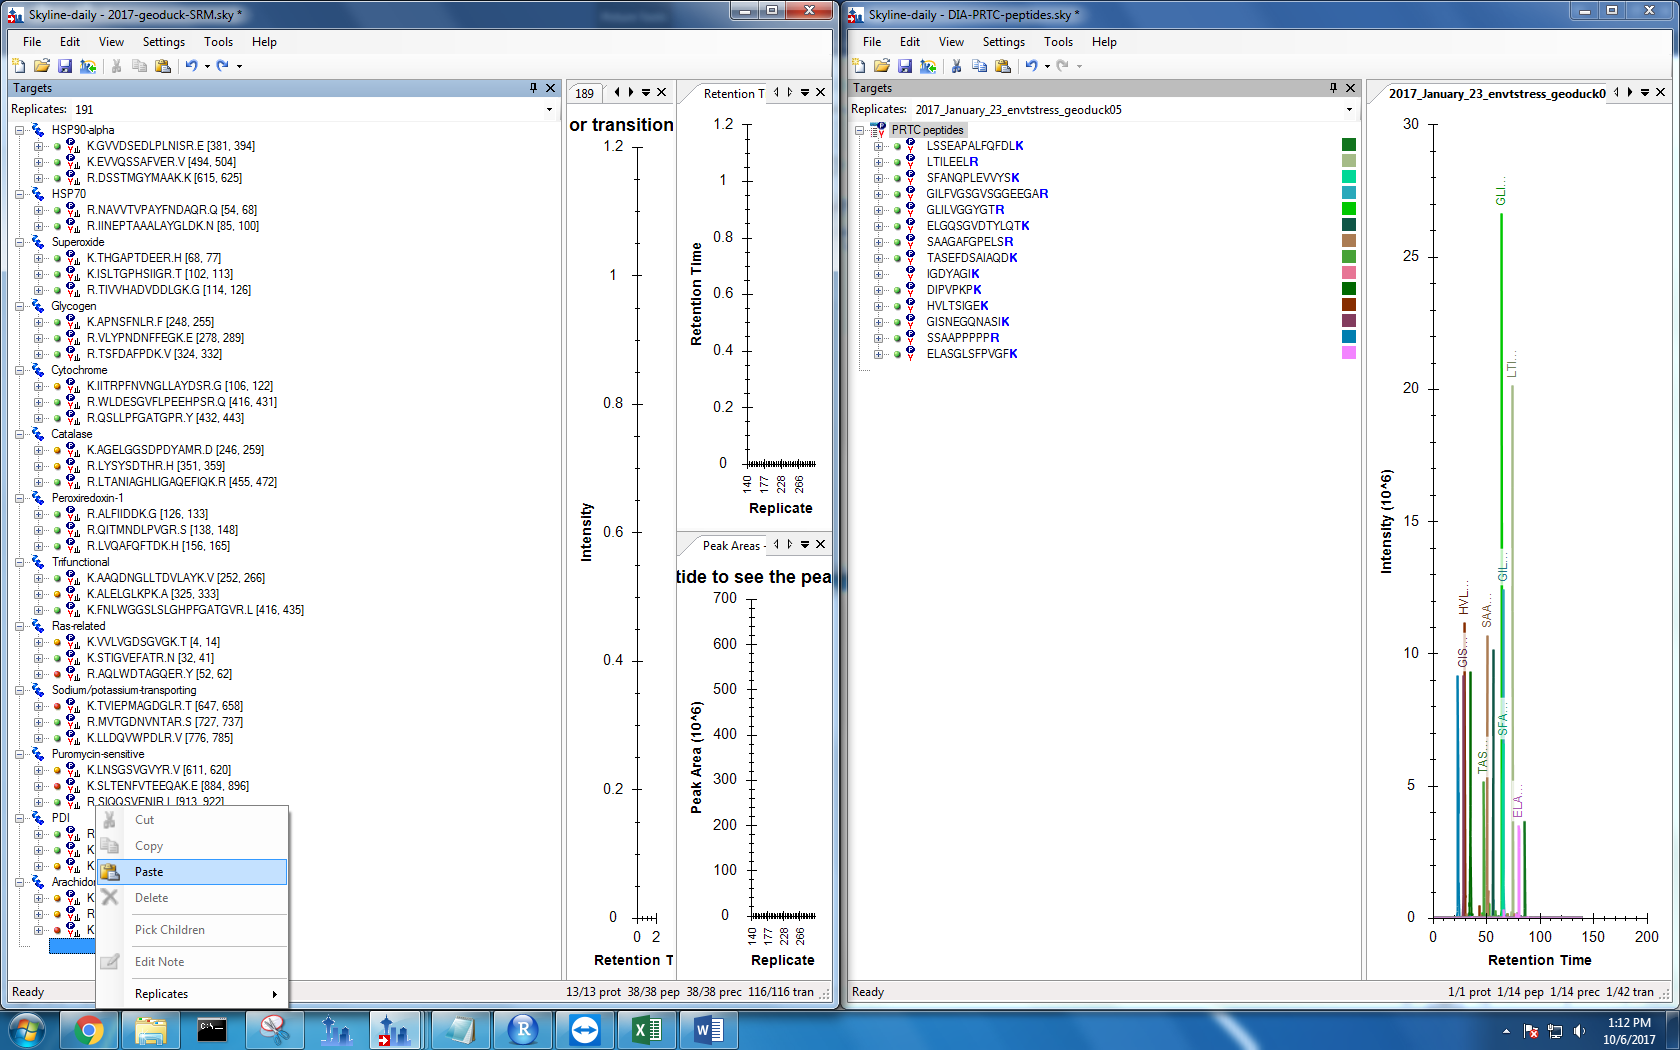 Skyline-daily - 2017-geoduck-SRM.sky *
File Edit View Settings Tools Help
Targets
Replicates: 191
HSP90-alpha
K.GVVDSEDLPLNISR.E [381, 394]
K.EVVQSSAFVER.V [494, 504]
R.DSSTMGYMAAK.K [615, 625]
HSP70
R.NAVVTVPAYFNDAQR.Q [54, 68]
R.IINEPTAAALAYGLDK.N [85, 100]
Superoxide
K.THGAPTDEER.H [68, 77]
K.ISLTGPHSIIGR.T [102, 113]
R.TIVVHADVDDLGK.G [114, 126]
Glycogen
K.APNSFNLR.F [248, 255]
R.VLYPNDNFFEGK.E [278, 289]
R.TSFDAFPDK.V [324, 332]
Cytochrome
K.IITRPFNVNGLLAYDSR.G [106, 122]
R.WLDESGVFLPEEHPSR.Q [416, 431]
R.QSLLPFGATGPR.Y [432, 443]
Catalase
K.AGELGGSDPDYAMR.D [246, 259]
R.LYSYSDTHR.H [351, 359]
R.LTANIAGHLIGAQEFIQK.R [455, 472]
Peroxiredoxin-1
R.ALFIIDDK.G [126, 133]
R.QITMNDLPVGR.S [138, 148]
R.LVQAFQFTDK.H [156, 165]
Trifunctional
K.AAQDNGLLTDVLAYK.V [252, 266]
K.ALELGLKPK.A [325, 333]
K.FNLWGGSLSLGHPFGATGVR.L [416, 435]
Ras-related
K.VVLVGDSGVGK.T [4, 14]
K.STIGVEFATR.N [32, 41]
R.AQLWDTAGQER.Y [52, 62]
Sodium/potassium-transporting
K.TVIEPMAGDGLR.T [647, 658]
R.MVTGDNVNTAR.S [727, 737]
K.LLDQVWPDLR.V [776, 785]
Puromycin-sensitive
K.LNSGSVGVYR.V [611, 620]
K.SLTENFVTEEQAK.E [884, 896]
R.SIQQSVENIR.L [913, 922]
PDI
R
K
K
Arachidon
K
R
K
Cut
Copy
Paste
Delete
Pick Children
Edit Note
Replicates
Ready
13/13 prot 38/38 pep 38/38 prec 116/116 tran
189
or transition
1.2
1
0.8
0.6
0.4
0.2
0
0 2
Intensity
Retention T
Retention T
1.2
1
0.8
0.6
0.4
0.2
0
Retention Time
140 177 228 266
Replicate
Peak Areas -
tide to see the pea
700
600
500
400
300
200
100
0
Peak Area (10^6)
140 177 228 266
Replicate
Skyline-daily - DIA-PRTC-peptides.sky *
File Edit View Settings Tools Help
Targets
Replicates: 2017_January_23_envtstress_geoduck05
PRTC peptides
LSSEAPALFQFDLK
LTILEELR
SFANQPLEVVYSK
GILFVGSGVSGGEEGAR
GLILVGGYGTR
ELGQSGVDTYLQTK
SAAGAFGPELSR
TASEFDSAIAQDK
IGDYAGIK
DIPVPKPK
HVLTSIGEK
GISNEGQNASIK
SSAAPPPPPR
ELASGLSFPVGFK
Ready
1/1 prot 1/14 pep 1/14 prec 1/42 tran
2017_January_23_envtstress_geoduck0
30
25
20
15
10
5
0
Intensity (10^6)
GLI...
LTI...
GIL...
HVL...
SAA...
GIS...
SFA...
TAS...
ELA...
0 50 100 150 200
Retention Time
1:12 PM
10/6/2017